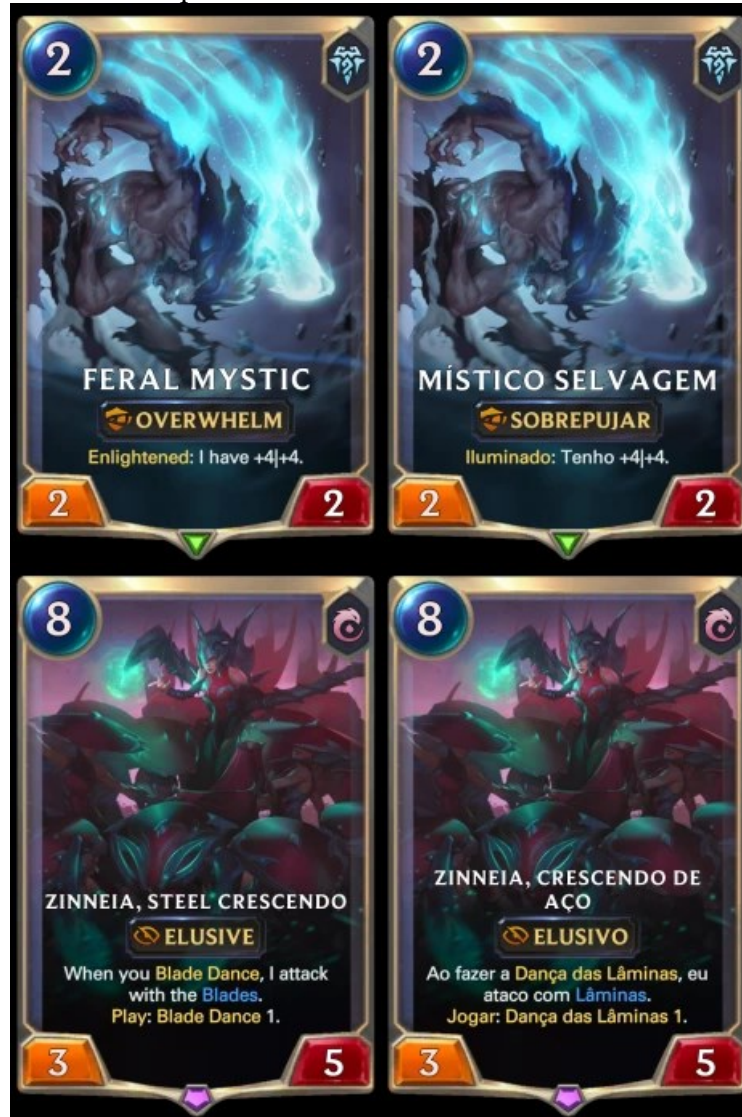 2
FERAL MYSTIC
OVERWHELM
Enlightened: I have +4|+4.
2
2
2
MÍSTICO SELVAGEM
SOBREPUJAR
Iluminado: Tenho +4|+4.
2
2
8
ZINNEIA, STEEL CRESCENDO
ELUSIVE
When you Blade Dance, I attack
with the Blades.
Play: Blade Dance 1.
3
5
8
ZINNEIA, CRESCENDO DE
AÇO
ELUSIVO
Ao fazer a Dança das Lâminas, eu
ataco com Lâminas.
Jogar: Dança das Lâminas 1.
3
5